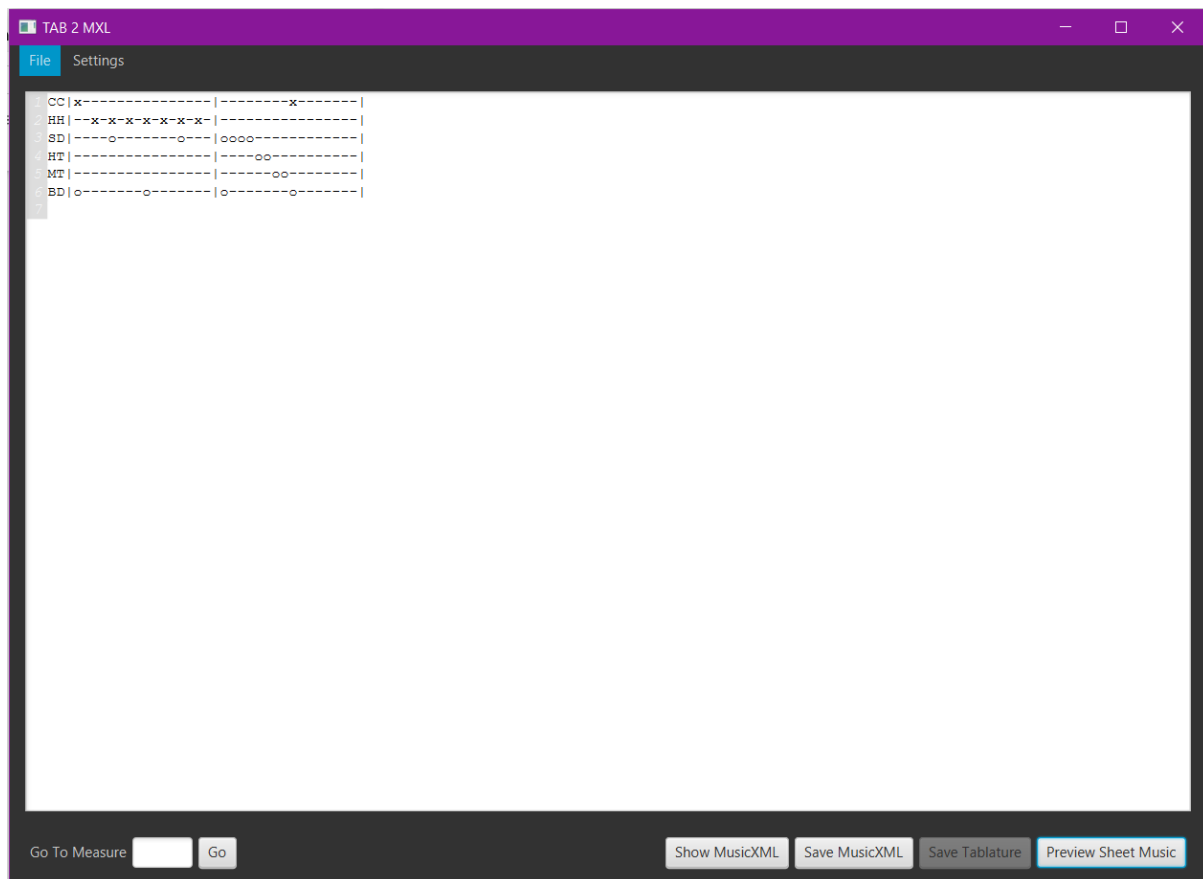 TAB 2 MXL
File Settings
1 CC|x---------------|--------x-------|
2 HH|--x-x-x-x-x-x-x-|----------------|
3 SD|----o-------o---|oooo------------|
4 HT|----------------|----oo----------|
5 MT|----------------|------oo--------|
6 BD|o-------o-------|o-------o-------|
7
Go To Measure Go Show MusicXML Save MusicXML Save Tablature Preview Sheet Music